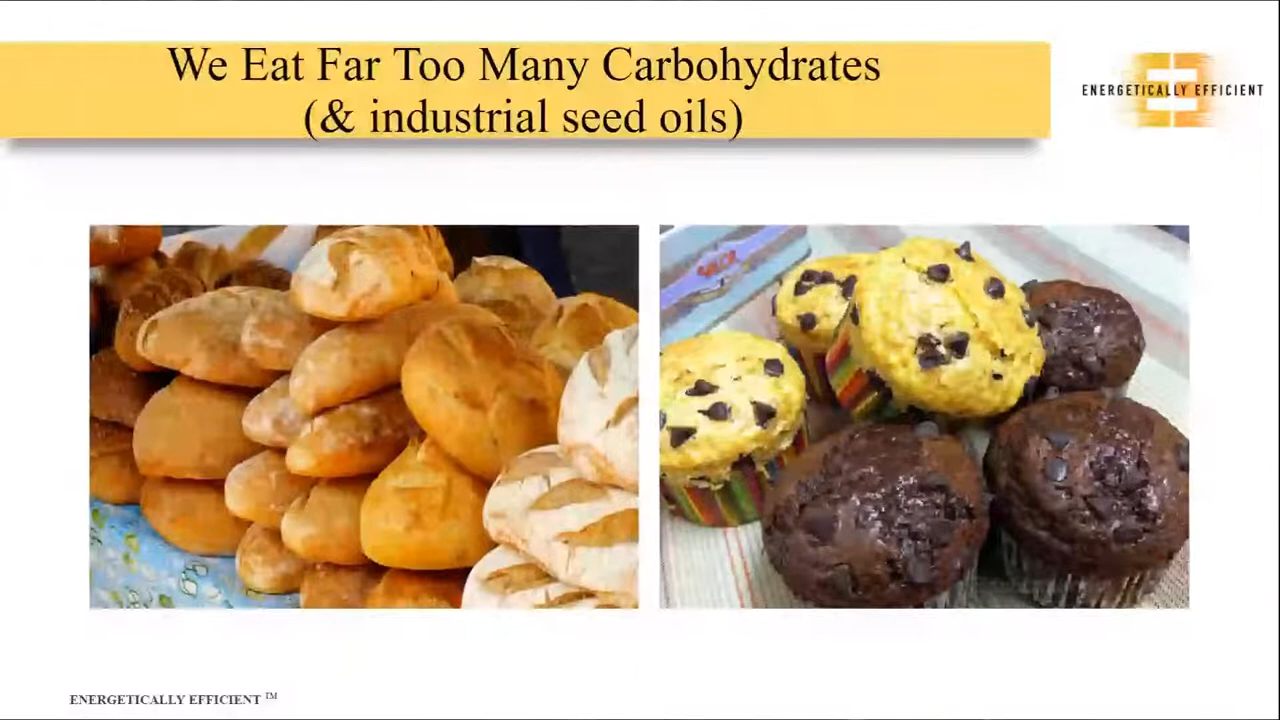 We Eat Far Too Many Carbohydrates
(& industrial seed oils)
ENERGETICALLY EFFICIENT
ENERGETICALLY EFFICIENT TM